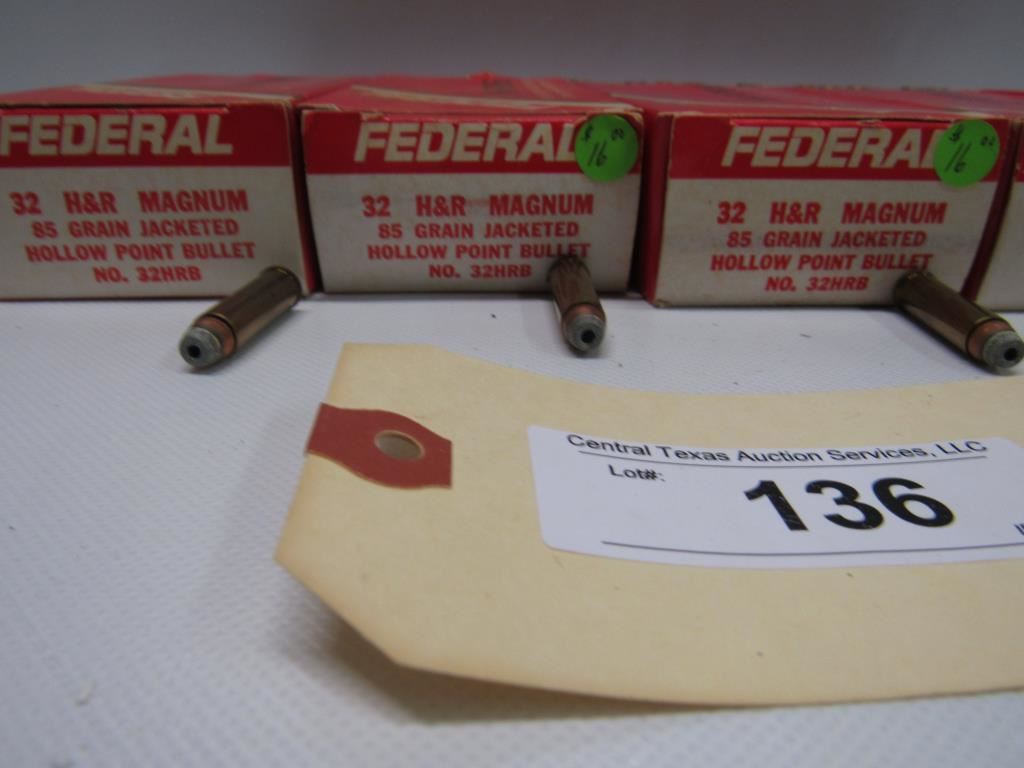 FEDERAL
32 H&R MAGNUM
85 GRAIN JACKETED
HOLLOW POINT BULLET
NO. 32HRB
FEDERAL
$16.00
32 H&R MAGNUM
85 GRAIN JACKETED
HOLLOW POINT BULLET
NO. 32HRB
FEDERAL
$16.00
32 H&R MAGNUM
85 GRAIN JACKETED
HOLLOW POINT BULLET
NO. 32HRB
Central Texas Auction Services, LLC
Lot#:
136